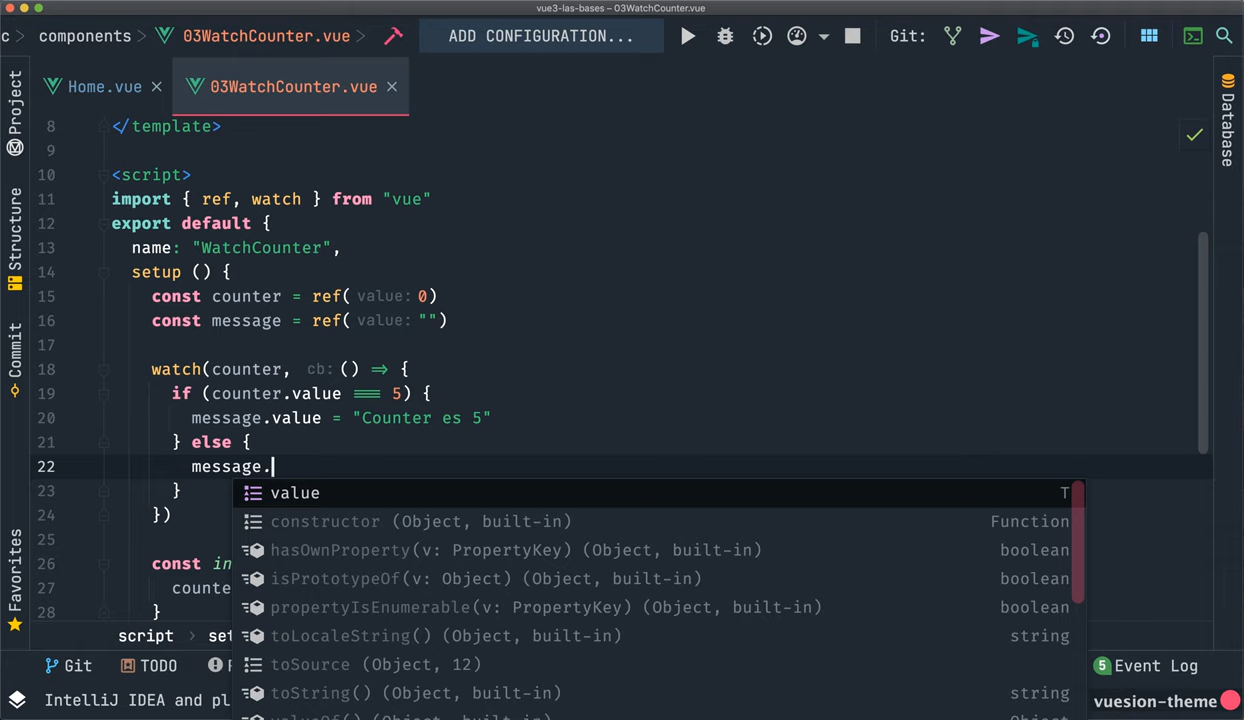 vue3-las-bases – 03WatchCounter.vue
c > components > 03WatchCounter.vue > ADD CONFIGURATION... Git:
Home.vue × 03WatchCounter.vue ×
Project
Structure
Commit
Favorites
Database
8 </template>
9
10 <script>
11 import { ref, watch } from "vue"
12 export default {
13 name: "WatchCounter",
14 setup () {
15 const counter = ref( value: 0)
16 const message = ref( value: "")
17
18 watch(counter, cb: () => {
19 if (counter.value === 5) {
20 message.value = "Counter es 5"
21 } else {
22 message.
23 }
24 })
25
26 const in
27 counte
28 }
value T
constructor (Object, built-in) Function
hasOwnProperty(v: PropertyKey) (Object, built-in) boolean
isPrototypeOf(v: Object) (Object, built-in) boolean
propertyIsEnumerable(v: PropertyKey) (Object, built-in) boolean
toLocaleString() (Object, built-in) string
toSource (Object, 12)
toString() (Object, built-in) string
valueOf() (Object, built-in) Object
script > set
Git TODO 5 Event Log
IntelliJ IDEA and pl vuesion-theme